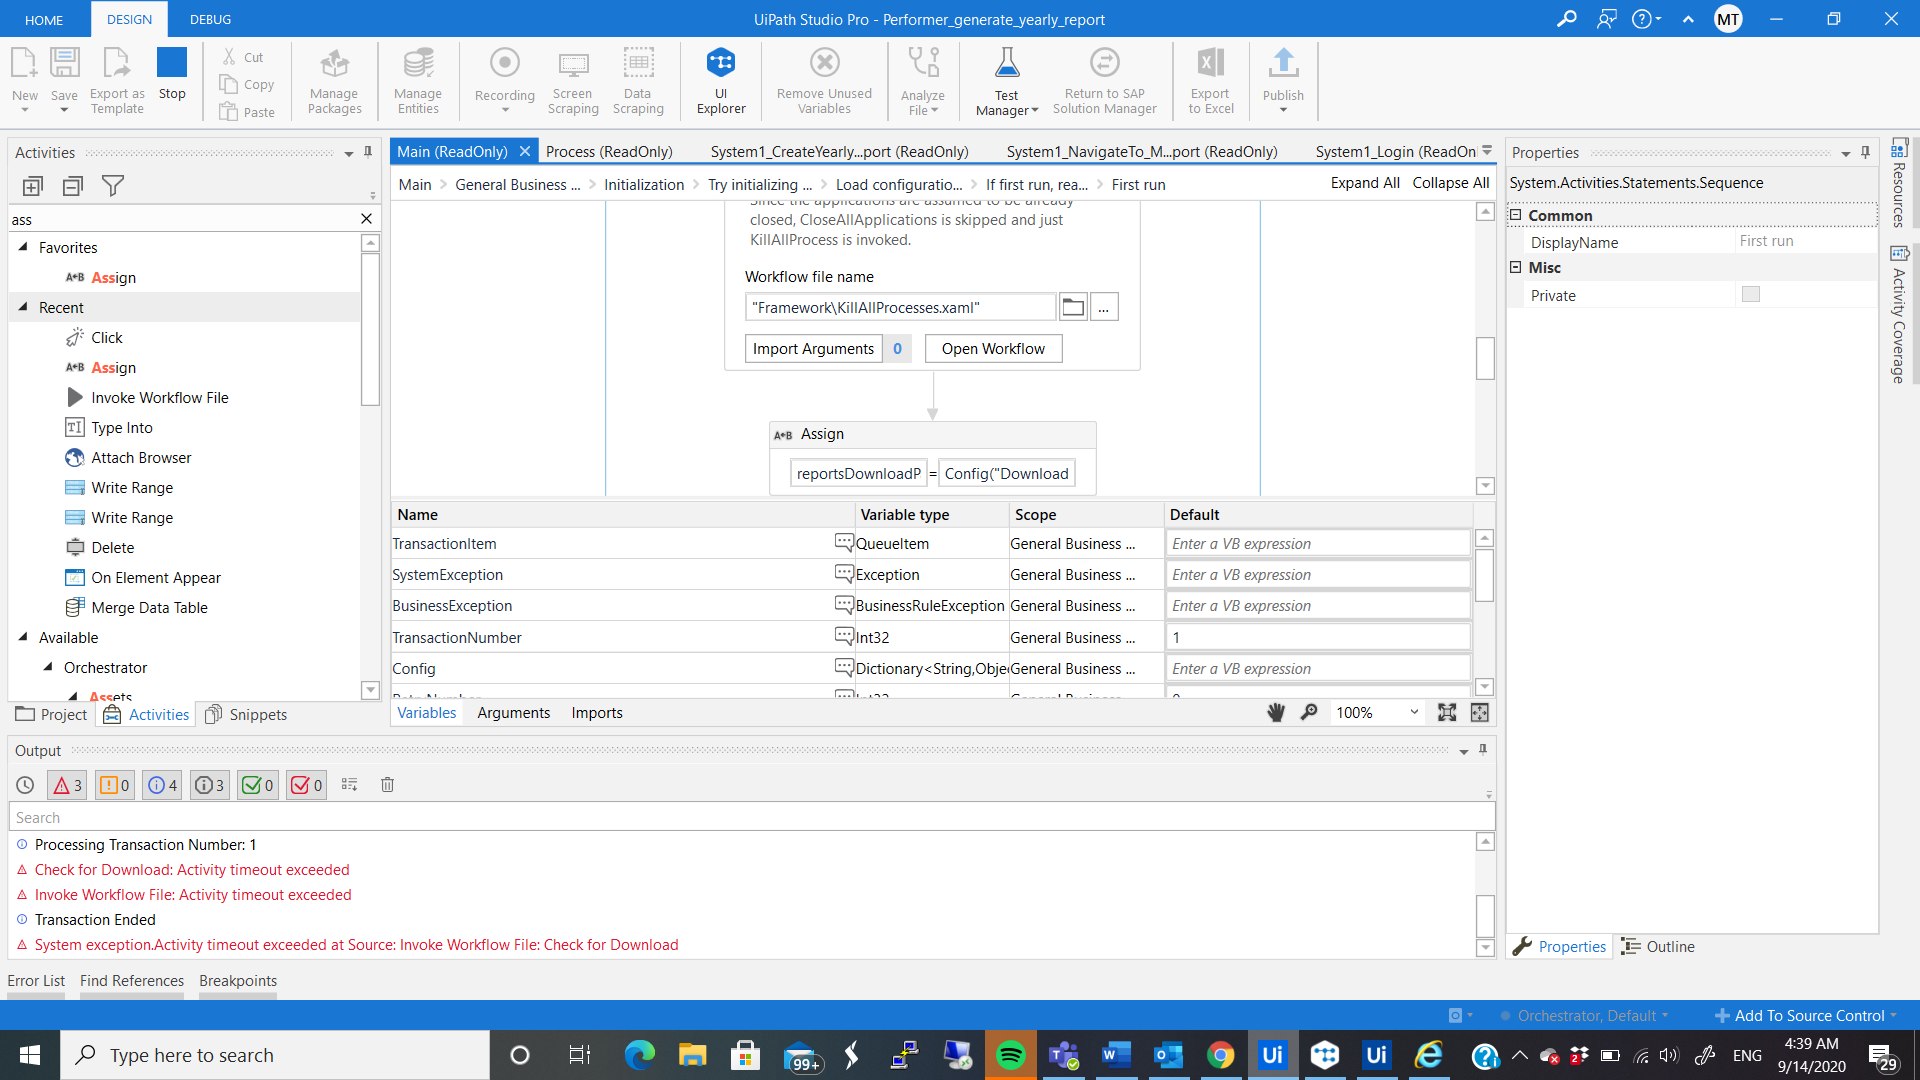 HOME
DESIGN
DEBUG
UiPath Studio Pro - Performer_generate_yearly_report
MT
New
Save
Export as Template
Stop
Cut
Copy
Paste
Manage Packages
Manage Entities
Recording
Screen Scraping
Data Scraping
UI Explorer
Remove Unused Variables
Analyze File
Test Manager
Return to SAP Solution Manager
Export to Excel
Publish
Activities
ass
Favorites
A+B Assign
Recent
Click
A+B Assign
Invoke Workflow File
Type Into
Attach Browser
Write Range
Write Range
Delete
On Element Appear
Merge Data Table
Available
Orchestrator
Assets
Project
Activities
Snippets
Main (ReadOnly)
Process (ReadOnly)
System1_CreateYearly...port (ReadOnly)
System1_NavigateTo_M...port (ReadOnly)
System1_Login (ReadOn
Main > General Business ... > Initialization > Try initializing ... > Load configuratio... > If first run, rea... > First run
Expand All
Collapse All
Since the applications are assumed to be already
closed, CloseAllApplications is skipped and just
KillAllProcess is invoked.
Workflow file name
"Framework\KillAllProcesses.xaml"
...
Import Arguments 0
Open Workflow
A+B Assign
reportsDownloadP = Config("Download
Name Variable type Scope Default
TransactionItem QueueItem General Business ... Enter a VB expression
SystemException Exception General Business ... Enter a VB expression
BusinessException BusinessRuleException General Business ... Enter a VB expression
TransactionNumber Int32 General Business ... 1
Config Dictionary<String,Obje General Business ... Enter a VB expression
Variables
Arguments
Imports
100%
Output
3
0
4
3
0
0
Search
Processing Transaction Number: 1
Check for Download: Activity timeout exceeded
Invoke Workflow File: Activity timeout exceeded
Transaction Ended
System exception.Activity timeout exceeded at Source: Invoke Workflow File: Check for Download
Error List
Find References
Breakpoints
Properties
System.Activities.Statements.Sequence
Common
DisplayName First run
Misc
Private
Properties
Outline
Resources
Activity Coverage
Orchestrator, Default
Add To Source Control
Type here to search
99+
Ui
Ui
2
ENG
4:39 AM
9/14/2020
29